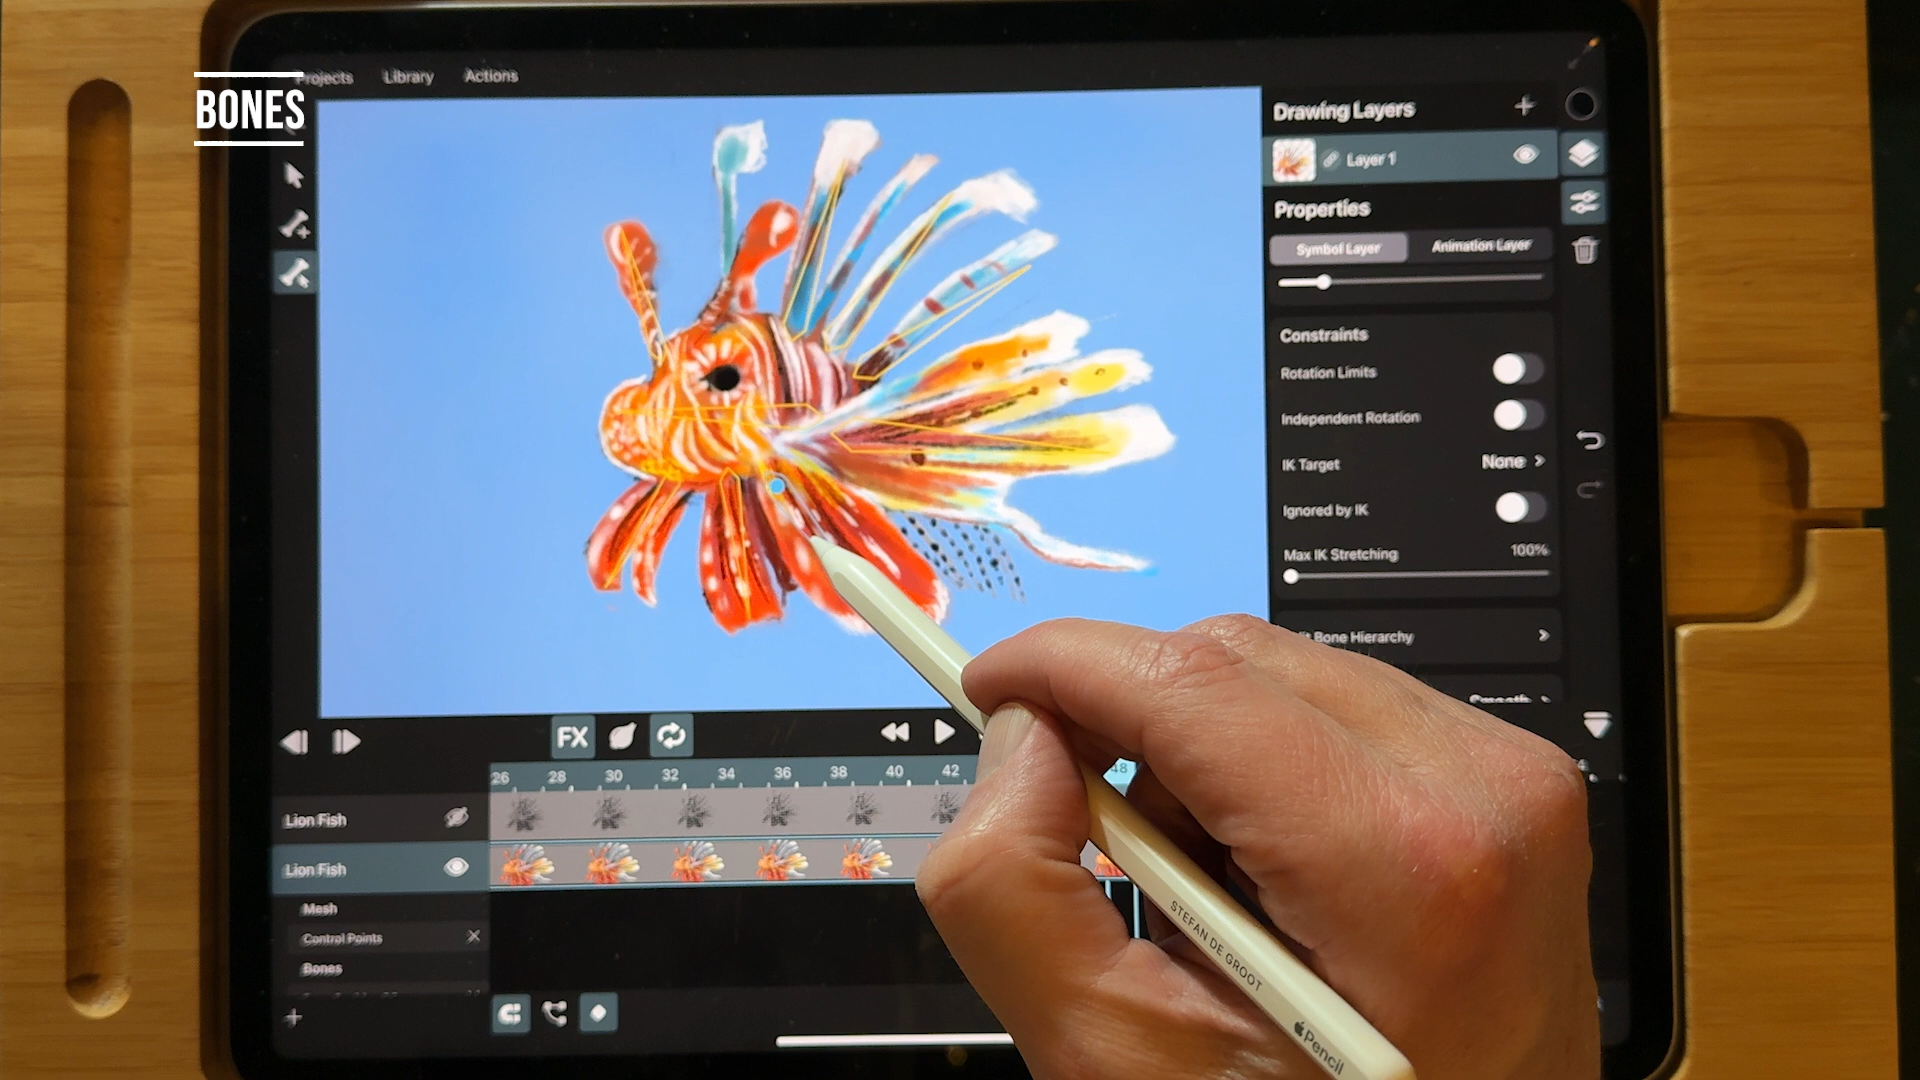 BONES
Projects Library Actions
Drawing Layers
Layer 1
Properties
Symbol Layer Animation Layer
Constraints
Rotation Limits
Independent Rotation
IK Target None
Ignored by IK
Max IK Stretching 100%
Bone Hierarchy
Smooth
FX
26 28 30 32 34 36 38 40 42 48
Lion Fish
Lion Fish
Mesh
Control Points
Bones
STEFAN DE GROOT
Pencil